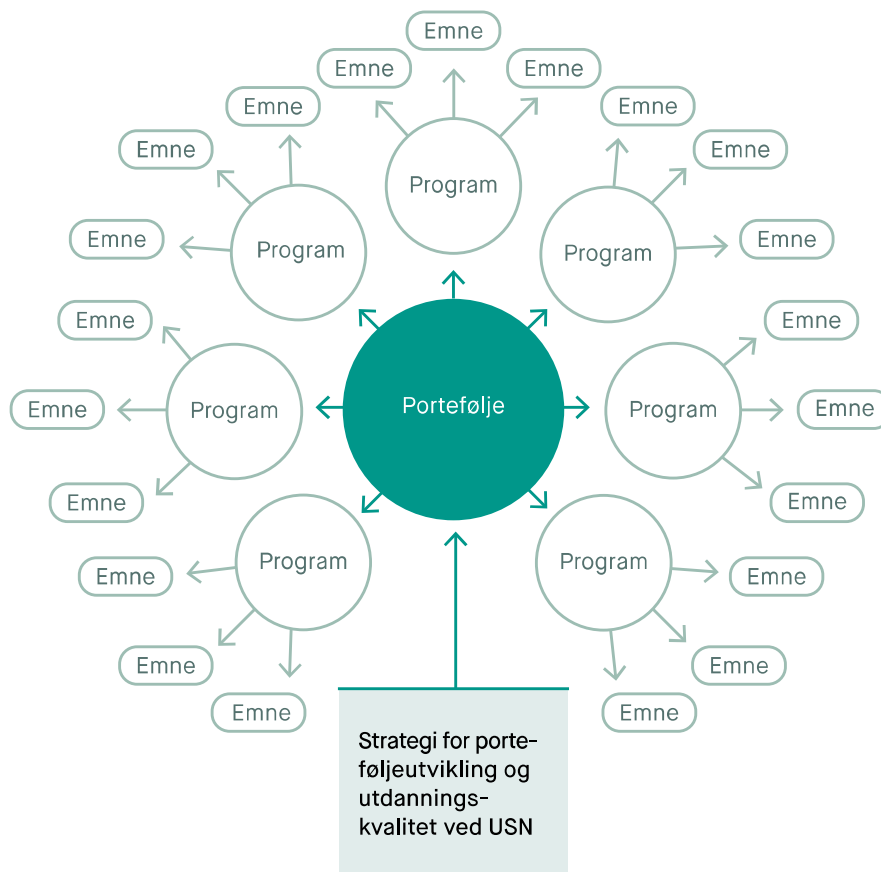 Emne
Emne
Emne
Emne
Emne
Emne
Emne
Program
Emne
Emne
Program
Program
Emne
Emne
Emne
Program
Portefølje
Program
Emne
Emne
Emne
Emne
Program
Program
Emne
Emne
Emne
Emne
Emne
Emne
Strategi for porte-
føljeutvikling og
utdannings-
kvalitet ved USN